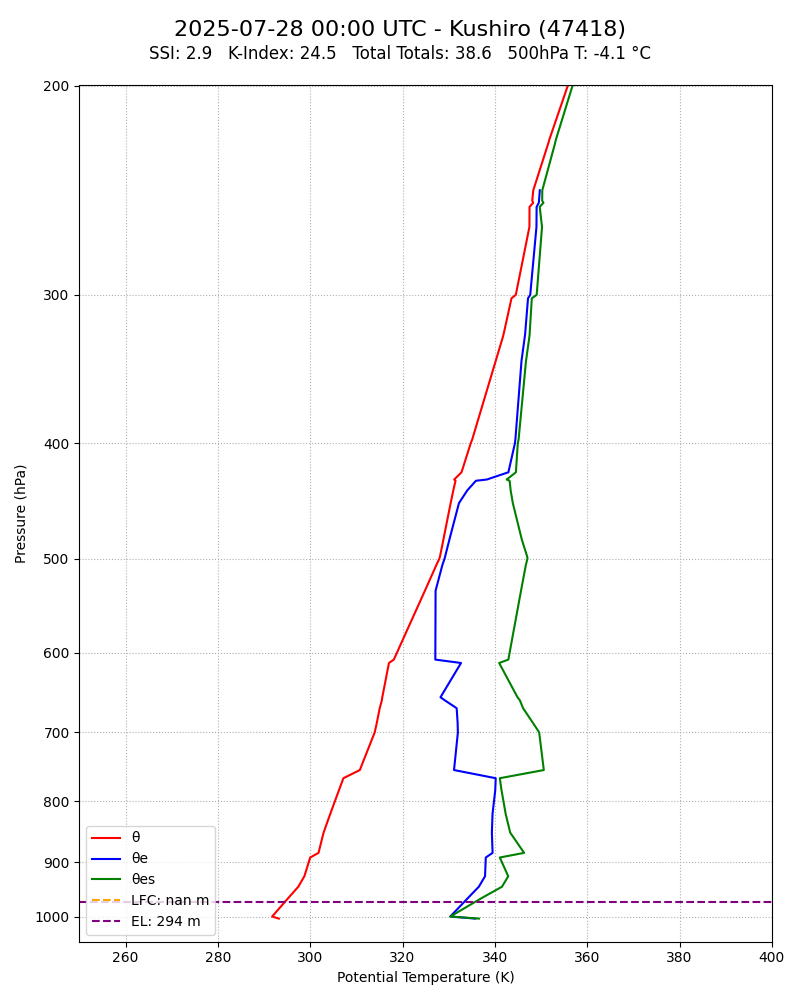 2025-07-28 00:00 UTC - Kushiro (47418)
SSI: 2.9   K-Index: 24.5   Total Totals: 38.6   500hPa T: -4.1 °C
200
300
400
500
600
700
800
900
1000
Pressure (hPa)
θ
θe
θes
LFC: nan m
EL: 294 m
260 280 300 320 340 360 380 400
Potential Temperature (K)